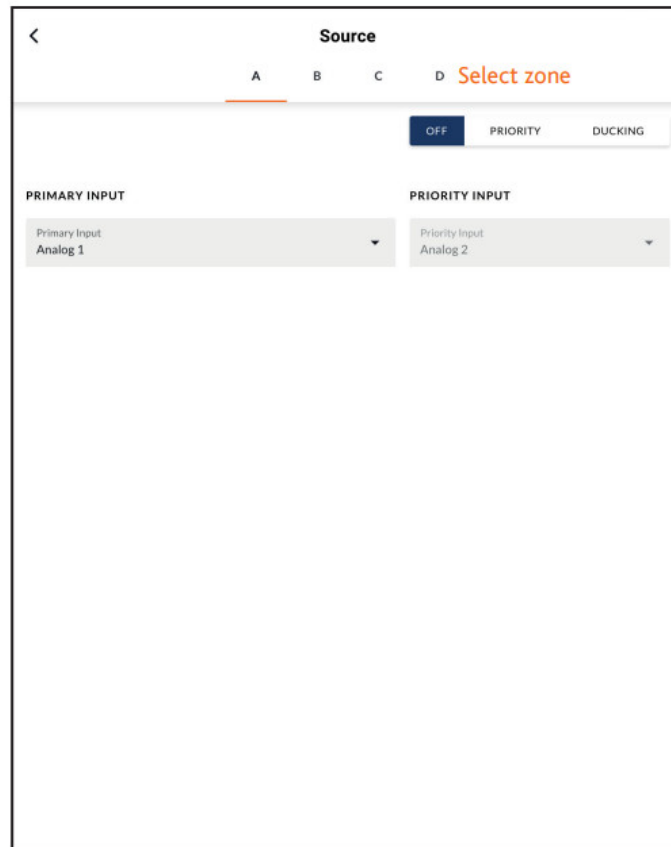 Source
A B C D Select zone
OFF PRIORITY DUCKING
PRIMARY INPUT
PRIORITY INPUT
Primary Input
Analog 1
Priority Input
Analog 2